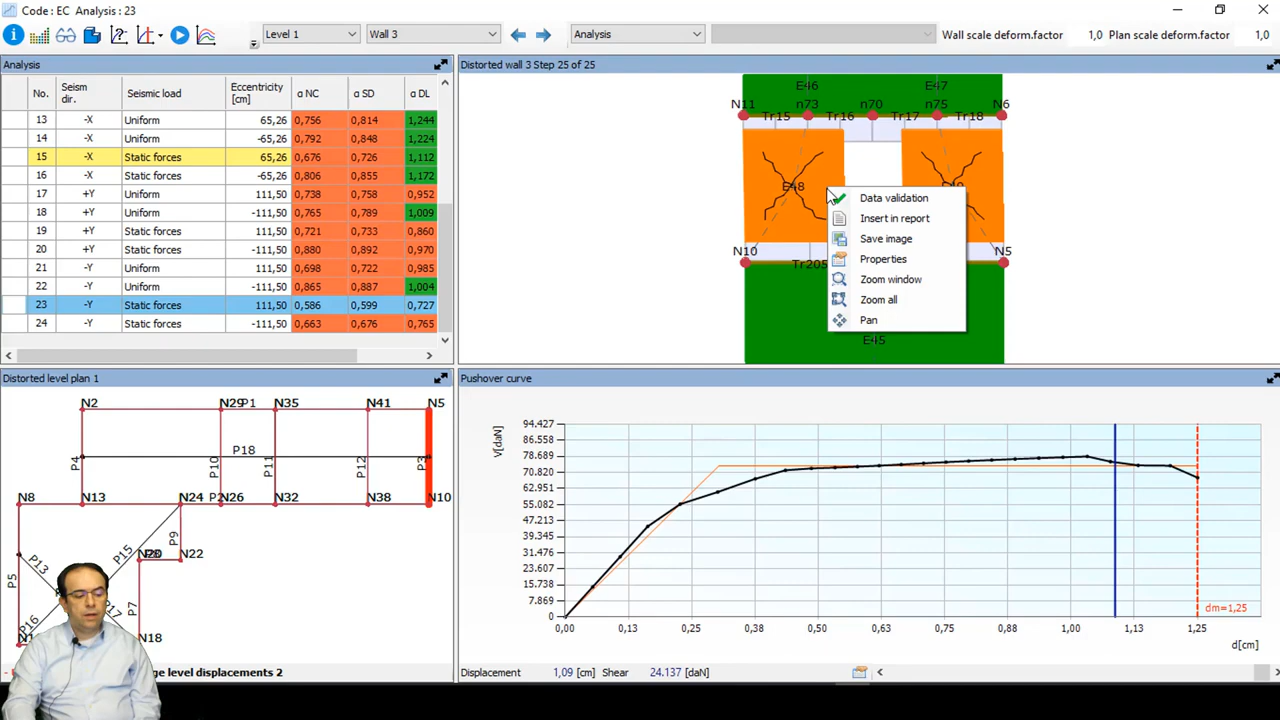 Code : EC Analysis : 23
Level 1
Wall 3
Analysis
Wall scale deform.factor 1,0 Plan scale deform.factor 1,0
Analysis
No. Seism dir. Seismic load Eccentricity [cm] α NC α SD α DL
13 -X Uniform 65,26 0,756 0,814 1,244
14 -X Uniform -65,26 0,792 0,848 1,224
15 -X Static forces 65,26 0,676 0,726 1,112
16 -X Static forces -65,26 0,806 0,855 1,172
17 +Y Uniform 111,50 0,738 0,758 0,952
18 +Y Uniform -111,50 0,765 0,789 1,009
19 +Y Static forces 111,50 0,721 0,733 0,860
20 +Y Static forces -111,50 0,880 0,892 0,970
21 -Y Uniform 111,50 0,698 0,722 0,985
22 -Y Uniform -111,50 0,865 0,887 1,004
23 -Y Static forces 111,50 0,586 0,599 0,727
24 -Y Static forces -111,50 0,663 0,676 0,765
Distorted wall 3 Step 25 of 25
E46 E47
N11 n73 n70 n75 N6
Tr15 Tr16 Tr17 Tr18
E48
N10 N5
Tr205
E45
Data validation
Insert in report
Save image
Properties
Zoom window
Zoom all
Pan
Distorted level plan 1
N2 N29 P1 N35 N41 N5
P18
P4 P10 P11 P12 P3
N8 N13 N24 P2 N26 N32 N38 N10
P9
P15 N22
P13
P5 P7
P17
P16
N18
ge level displacements 2
Pushover curve
V[daN]
94.427
86.558
78.689
70.820
62.951
55.082
47.213
39.345
31.476
23.607
15.738
7.869
0
0,00 0,13 0,25 0,38 0,50 0,63 0,75 0,88 1,00 1,13 1,25
dm=1,25
d[cm]
Displacement 1,09 [cm] Shear 24.137 [daN]